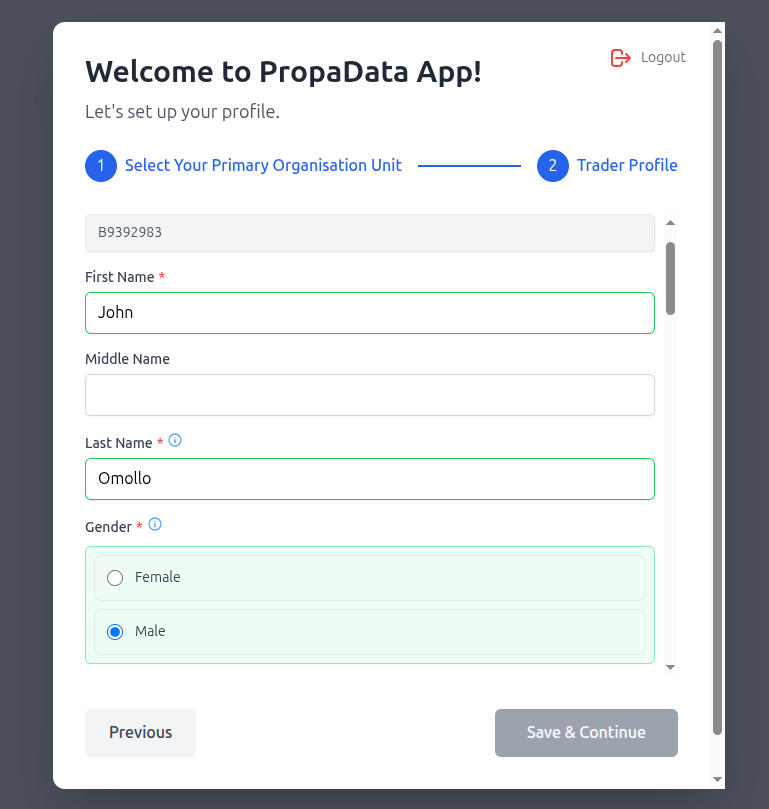 Welcome to PropaData App!
Logout
Let's set up your profile.
1 Select Your Primary Organisation Unit 2 Trader Profile
B9392983
First Name *
John
Middle Name
Last Name *
Omollo
Gender *
Female
Male
Previous Save & Continue